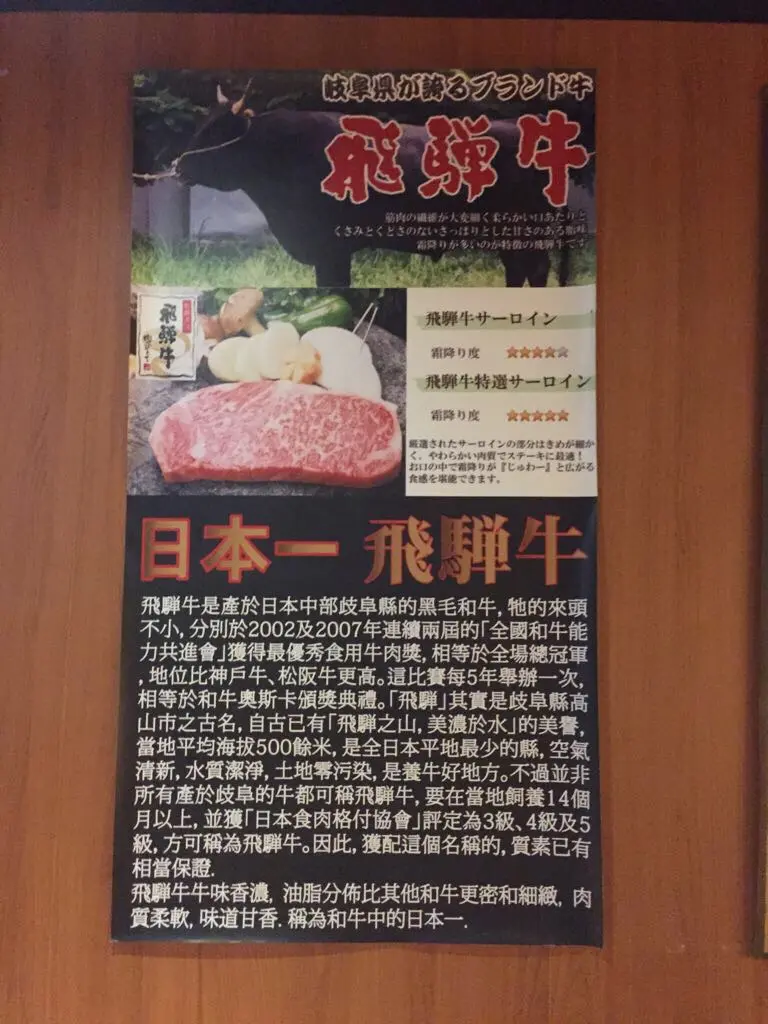 岐阜県が誇るブランド牛
飛騨牛
筋肉の繊維が大変細く柔らかい口あたりと
くさみとくどさのないさっぱりとした甘さのある脂味
霜降りが多いのが特徴の飛騨牛です
飛騨牛
飛騨牛サーロイン
霜降り度 ★★★★★
飛騨牛特選サーロイン
霜降り度 ★★★★★
厳選されたサーロインの部分はきめが細か
く、やわらかい肉質でステーキに最適！
お口の中で霜降りが『じゅわー』と広がる
食感を堪能できます。
日本一 飛騨牛
飛騨牛是產於日本中部歧阜縣的黑毛和牛, 牠的來頭
不小, 分別於2002及2007年連續兩屆的「全國和牛能
力共進會」獲得最優秀食用牛肉獎, 相等於全場總冠軍
, 地位比神戶牛、松阪牛更高。這比賽每5年舉辦一次,
相等於和牛奧斯卡頒獎典禮。「飛騨」其實是歧阜縣高
山市之古名, 自古已有「飛騨之山, 美濃於水」的美譽,
當地平均海拔500餘米, 是全日本平地最少的縣, 空氣
清新, 水質潔淨, 土地零污染, 是養牛好地方。不過並非
所有產於歧阜的牛都可稱飛騨牛, 要在當地飼養14個
月以上, 並獲「日本食肉格付協會」評定為3級、4級及5
級, 方可稱為飛騨牛。因此, 獲配這個名稱的, 質素已有
相當保證.
飛騨牛牛味香濃, 油脂分佈比其他和牛更密和細緻, 肉
質柔軟, 味道甘香. 稱為和牛中的日本一.